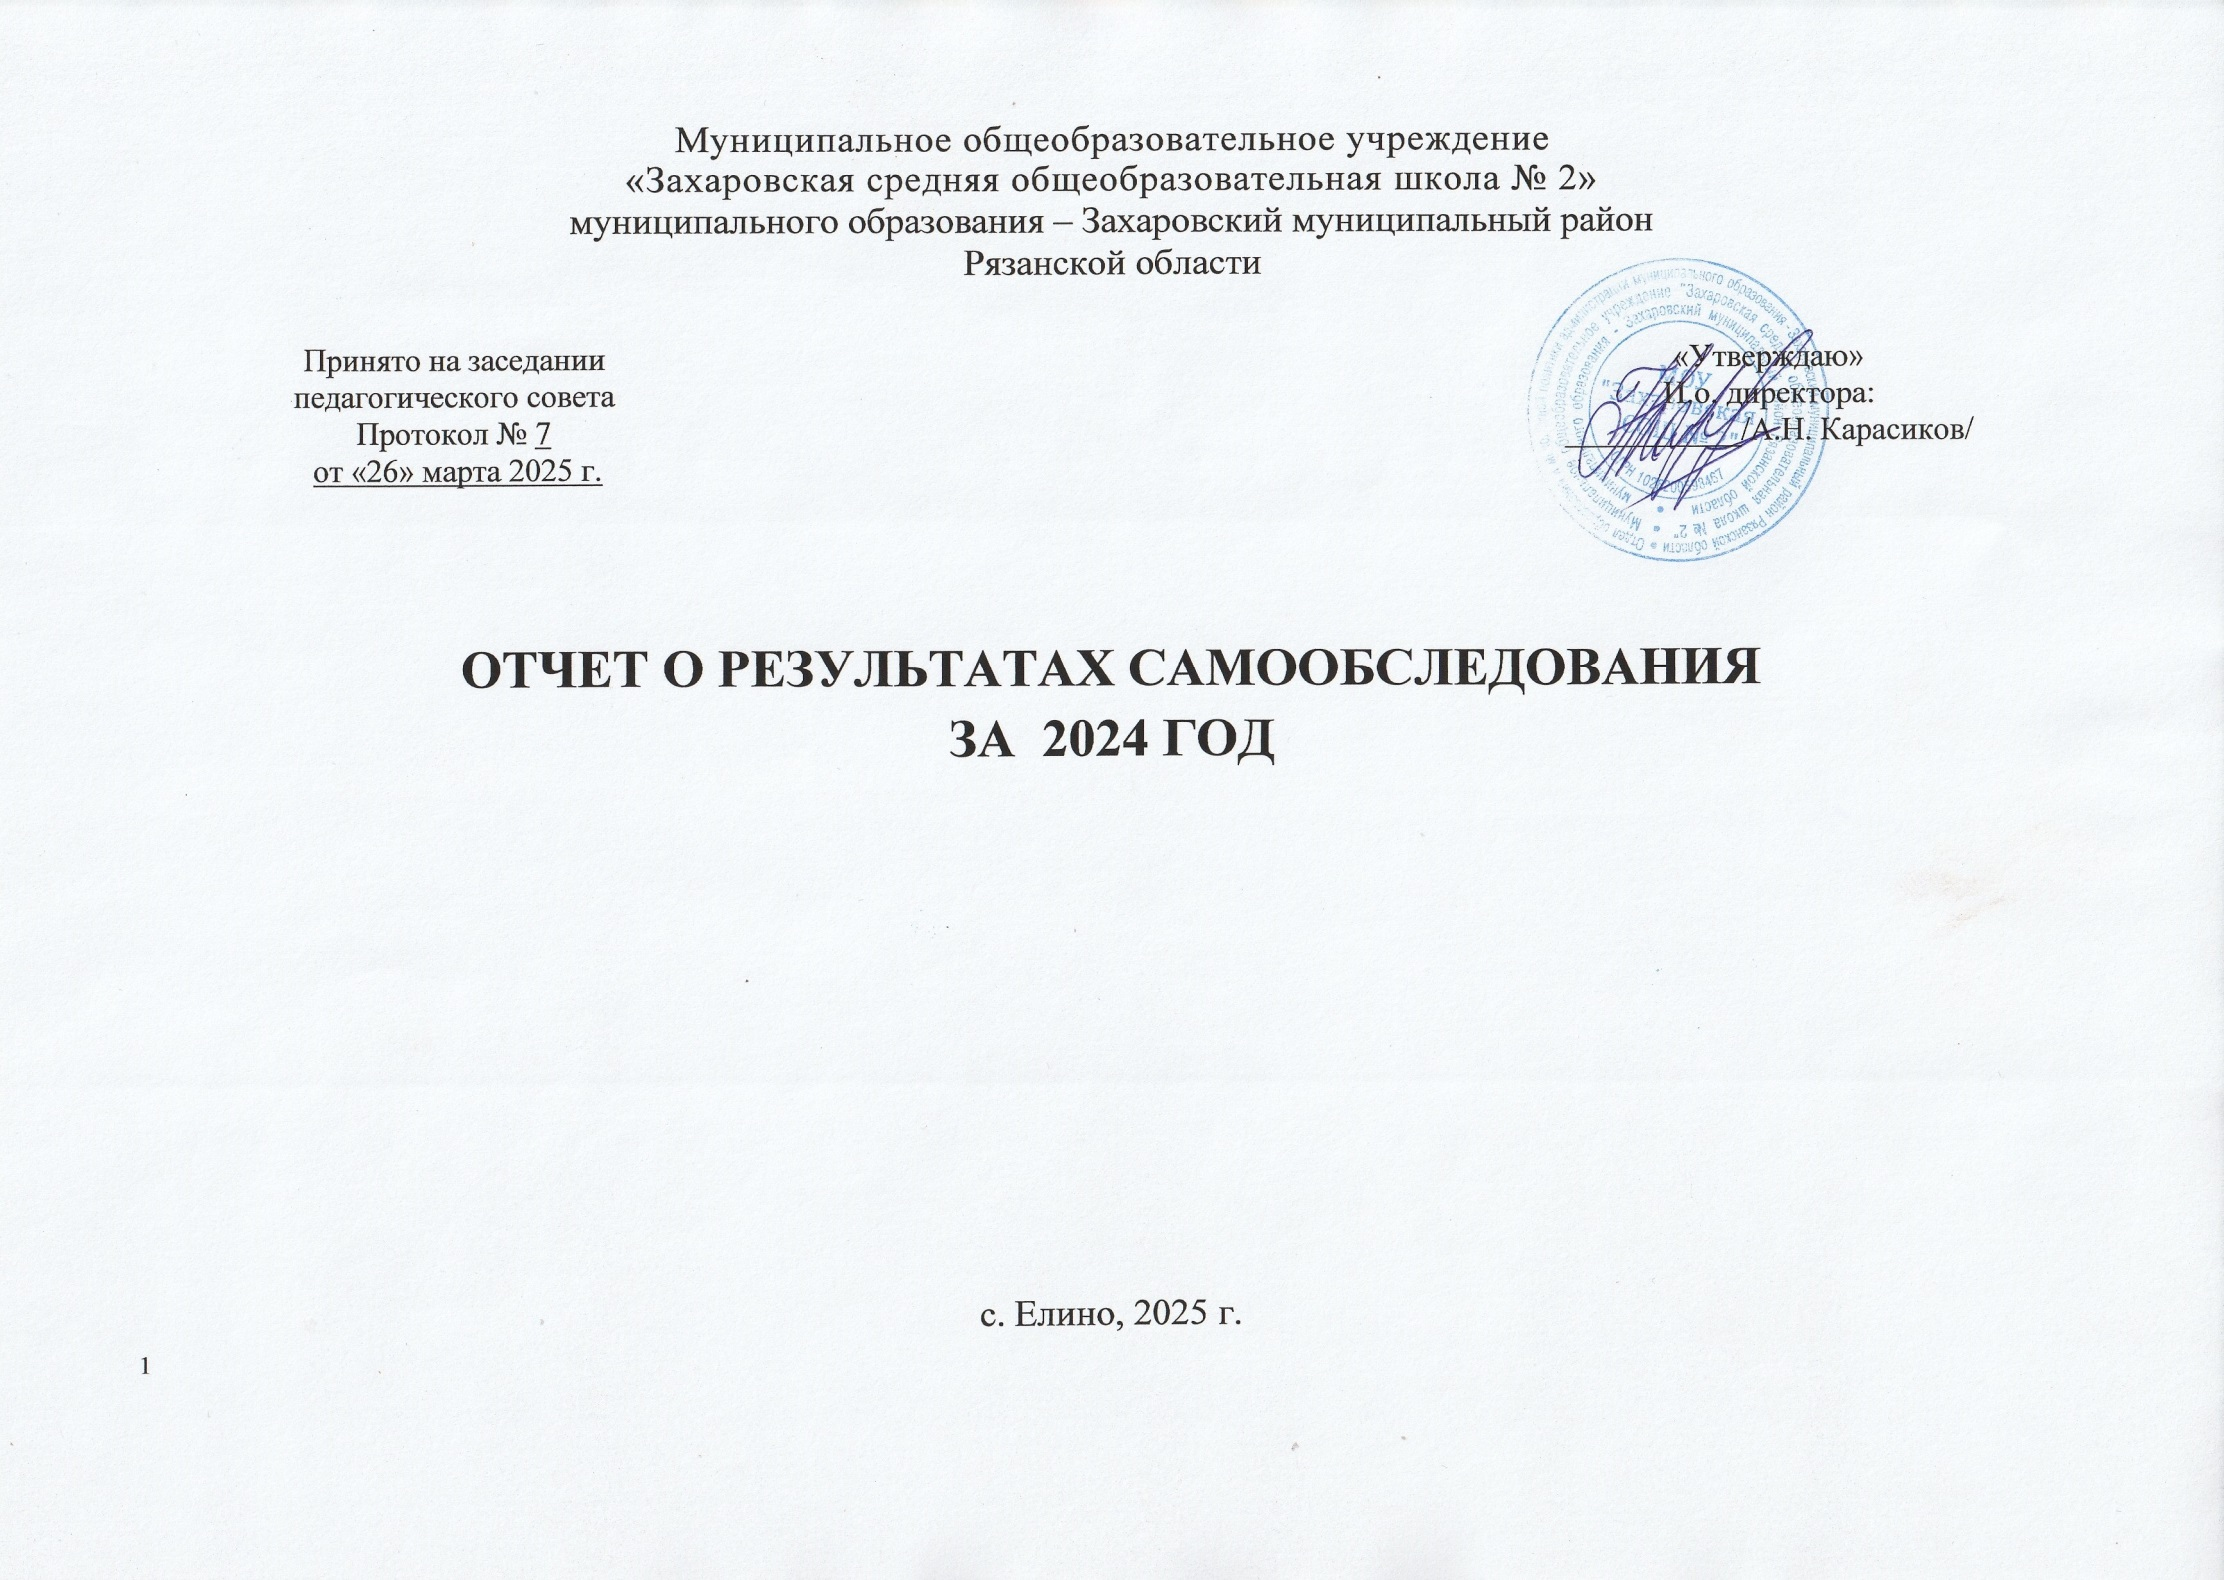 Муниципальное общеобразовательное учреждение
«Захаровская средняя общеобразовательная школа № 2»
муниципального образования – Захаровский муниципальный район
Рязанской области
Принято на заседании
педагогического совета
Протокол № 7
от «26» марта 2025 г.
«Утверждаю»
И.о. директора:
/А.Н. Карасиков/
МОУ
"Захаровская
ОТЧЕТ О РЕЗУЛЬТАТАХ САМООБСЛЕДОВАНИЯ
ЗА 2024 ГОД
с. Елино, 2025 г.
1